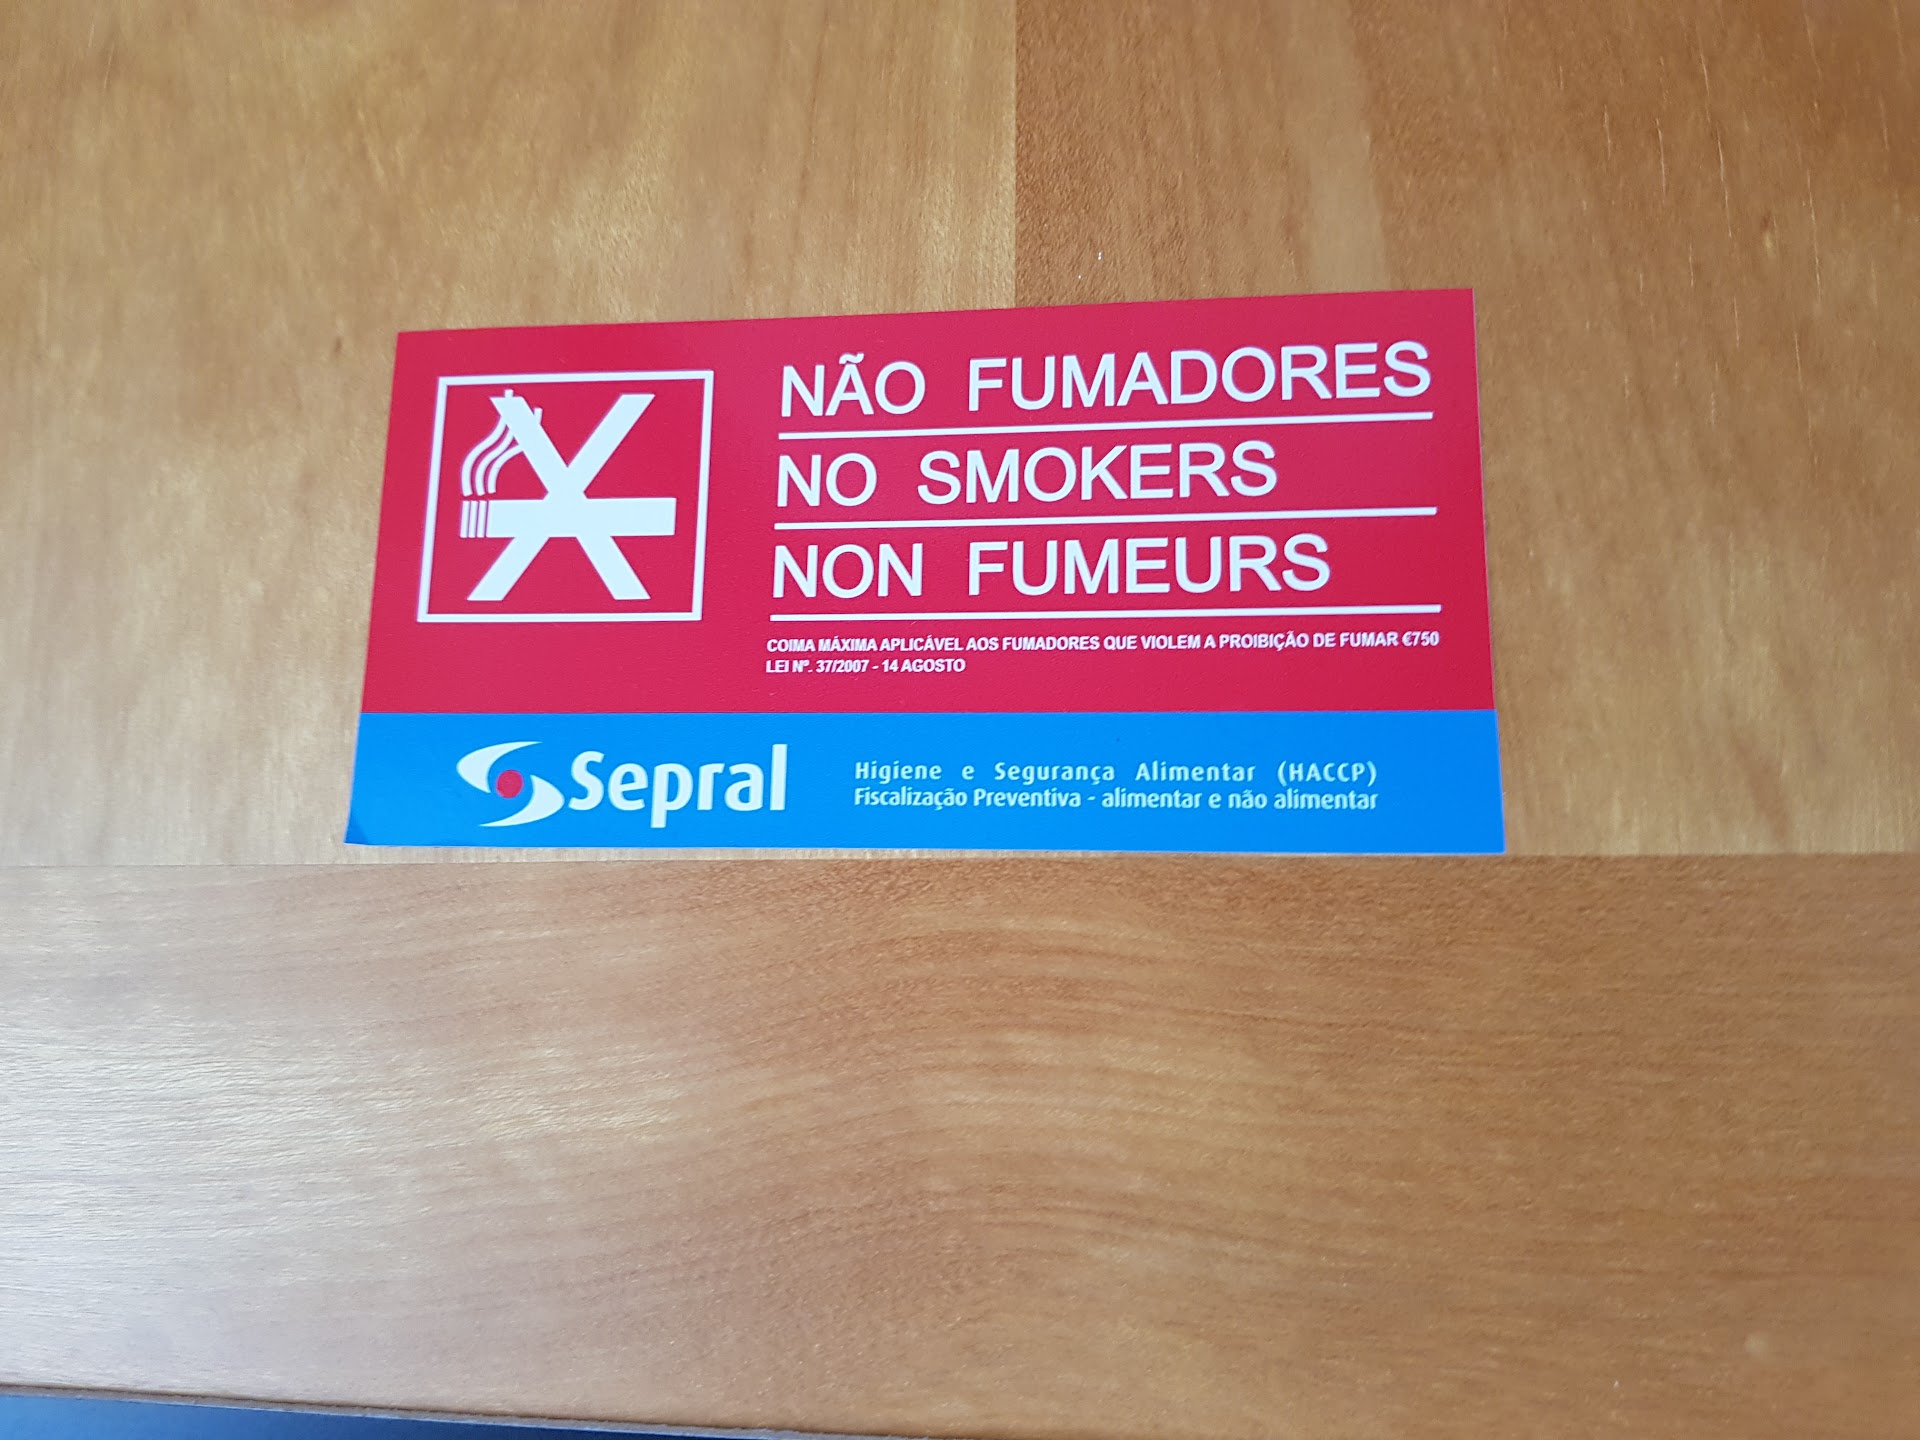 NÃO FUMADORES
NO SMOKERS
NON FUMEURS
COIMA MÁXIMA APLICÁVEL AOS FUMADORES QUE VIOLEM A PROIBIÇÃO DE FUMAR €750
LEI Nº. 37/2007 - 14 AGOSTO
Sepral
Higiene e Segurança Alimentar (HACCP)
Fiscalização Preventiva - alimentar e não alimentar